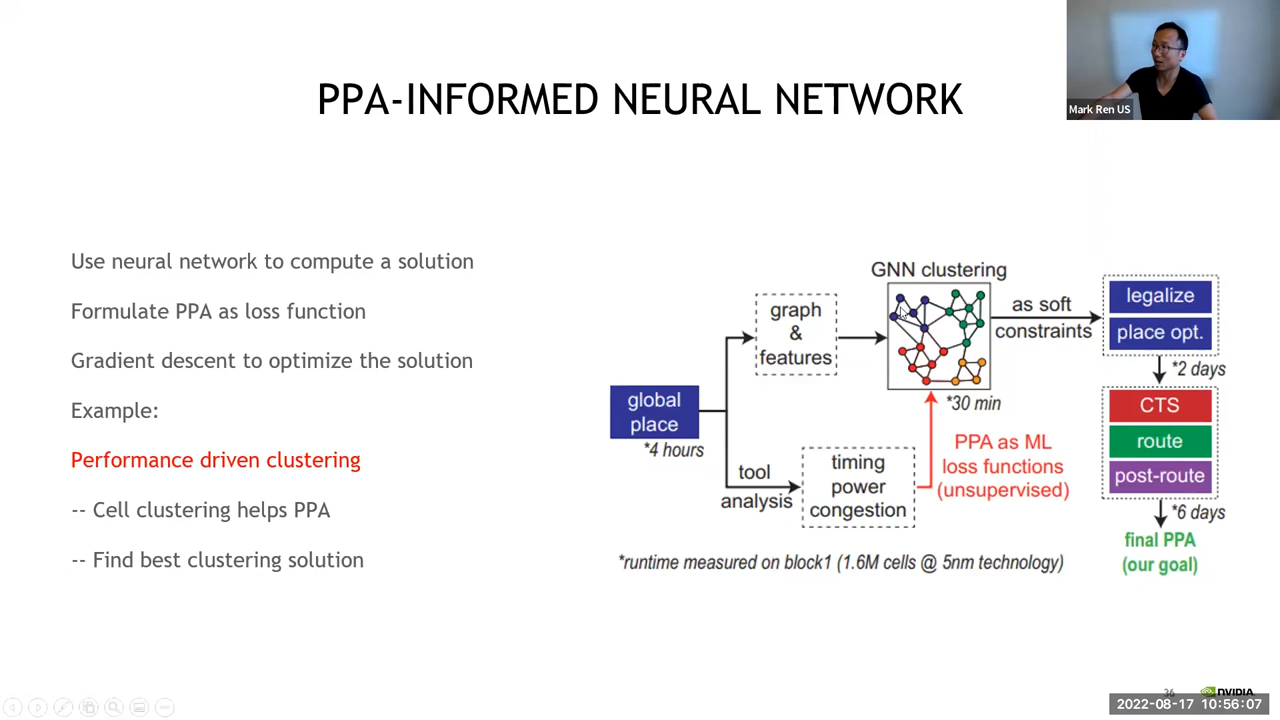 PPA-INFORMED NEURAL NETWORK
Mark Ren US
Use neural network to compute a solution
Formulate PPA as loss function
Gradient descent to optimize the solution
Example:
Performance driven clustering
-- Cell clustering helps PPA
-- Find best clustering solution
global
place
*4 hours
graph
&
features
tool
analysis
timing
power
congestion
GNN clustering
*30 min
PPA as ML
loss functions
(unsupervised)
as soft
constraints
legalize
place opt.
*2 days
CTS
route
post-route
*6 days
final PPA
(our goal)
*runtime measured on block1 (1.6M cells @ 5nm technology)
36
NVIDIA.
2022-08-17 10:56:07